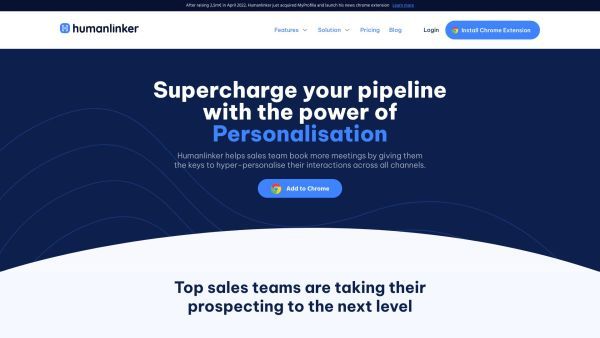 After raising 2,5m€ in April 2022, Humanlinker just acquired MyProfila and launch his news chrome extension Learn more
humanlinker
Features Solution Pricing Blog Login Install Chrome Extension
Supercharge your pipeline
with the power of
Personalisation
Humanlinker helps sales team book more meetings by giving them
the keys to hyper-personalise their interactions across all channels.
Add to Chrome
Top sales teams are taking their
prospecting to the next level